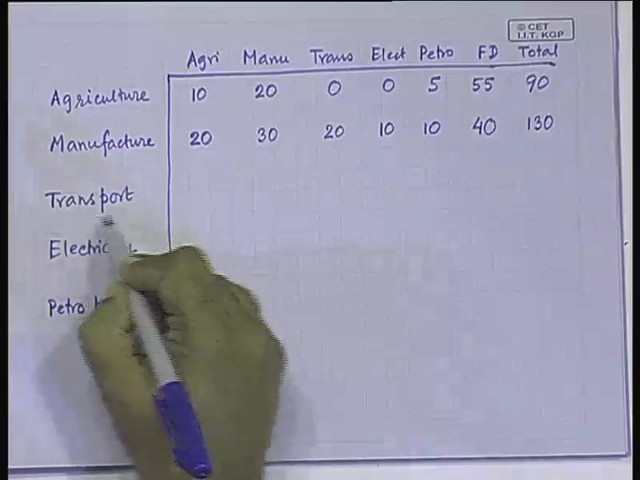 © CET
I.I.T. KGP
Agri Manu Trans Elect Petro FD Total
Agriculture 10 20 0 0 5 55 90
Manufacture 20 30 20 10 10 40 130
Transport
Petro